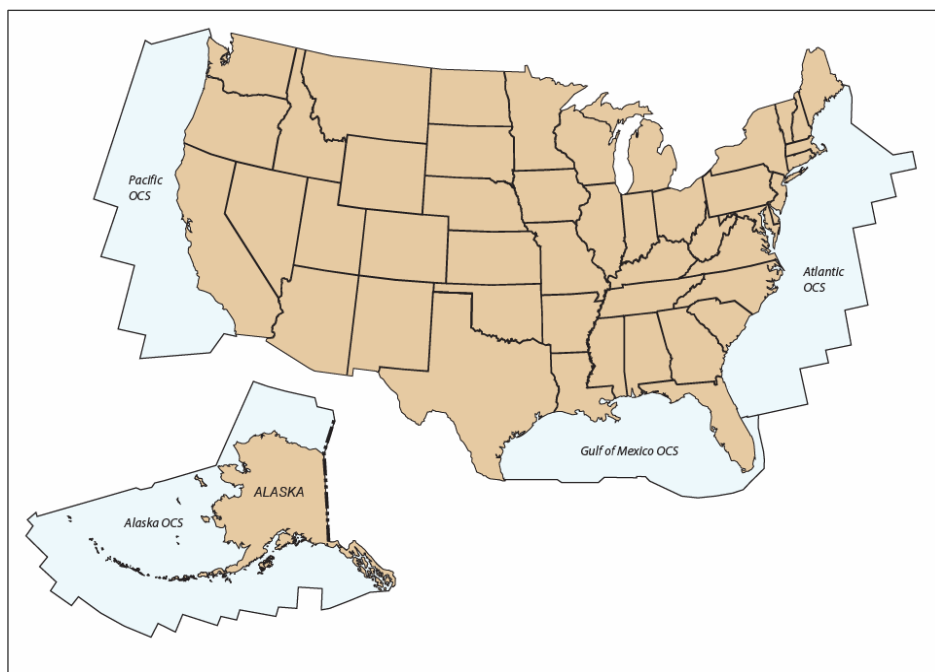 Pacific
OCS
Atlantic
OCS
Gulf of Mexico OCS
ALASKA
Alaska OCS